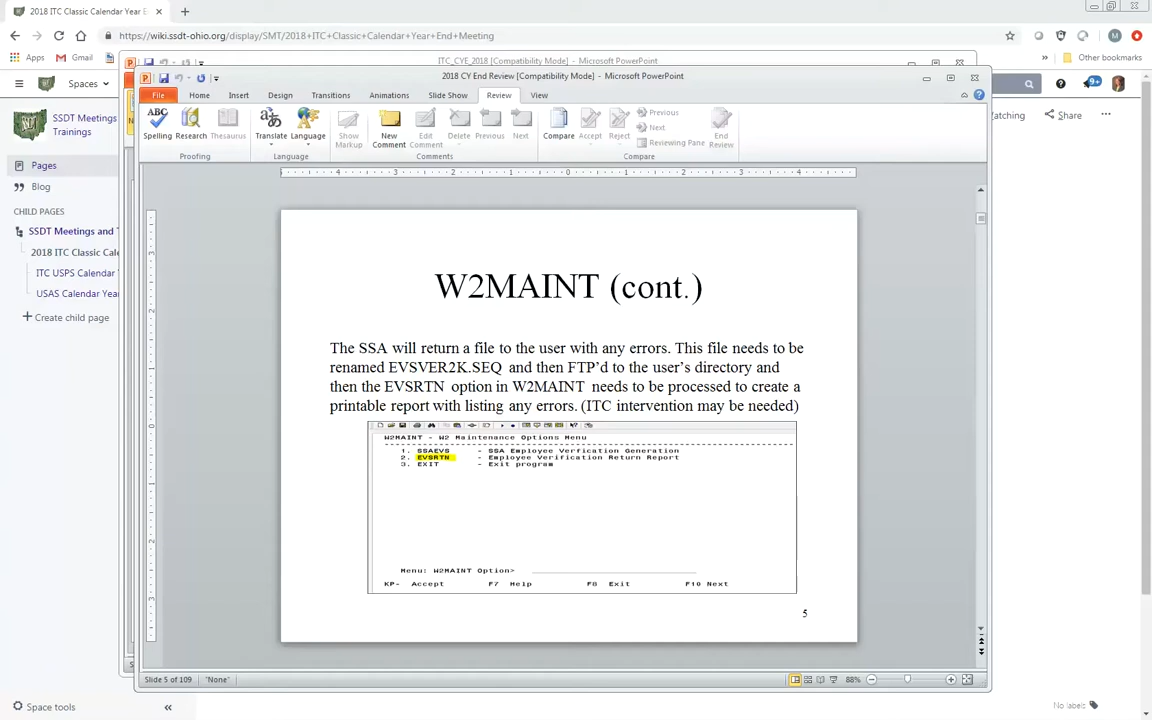 2018 ITC Classic Calendar Year E
https://wiki.ssdt-ohio.org/display/SMT/2018+ITC+Classic+Calendar+Year+End+Meeting
M
Apps
Gmail
Other bookmarks
ITC_CYE_2018 [Compatibility Mode] - Microsoft PowerPoint
2018 CY End Review [Compatibility Mode] - Microsoft PowerPoint
Spaces
9+
File
Home
Insert
Design
Transitions
Animations
Slide Show
Review
View
SSDT Meetings
Trainings
atching
Share
ABC
Spelling
Research
Thesaurus
Translate
Language
Show
Markup
New
Comment
Edit
Comment
Delete
Previous
Next
Compare
Accept
Reject
Previous
Next
Reviewing Pane
End
Review
Proofing
Language
Comments
Compare
Pages
Blog
CHILD PAGES
SSDT Meetings and T
2018 ITC Classic Cale
ITC USPS Calendar
USAS Calendar Year
Create child page
W2MAINT (cont.)
The SSA will return a file to the user with any errors. This file needs to be
renamed EVSVER2K.SEQ and then FTP'd to the user's directory and
then the EVSRTN option in W2MAINT needs to be processed to create a
printable report with listing any errors. (ITC intervention may be needed)
W2MAINT - W2 Maintenance Options Menu
1. SSAEVS - SSA Employee Verification Generation
2. EVSRTN - Employee Verification Return Report
3. EXIT - Exit program
Menu: W2MAINT Option>
KP- Accept F7 Help F8 Exit F10 Next
5
Slide 5 of 109
"None"
88%
Space tools
No labels